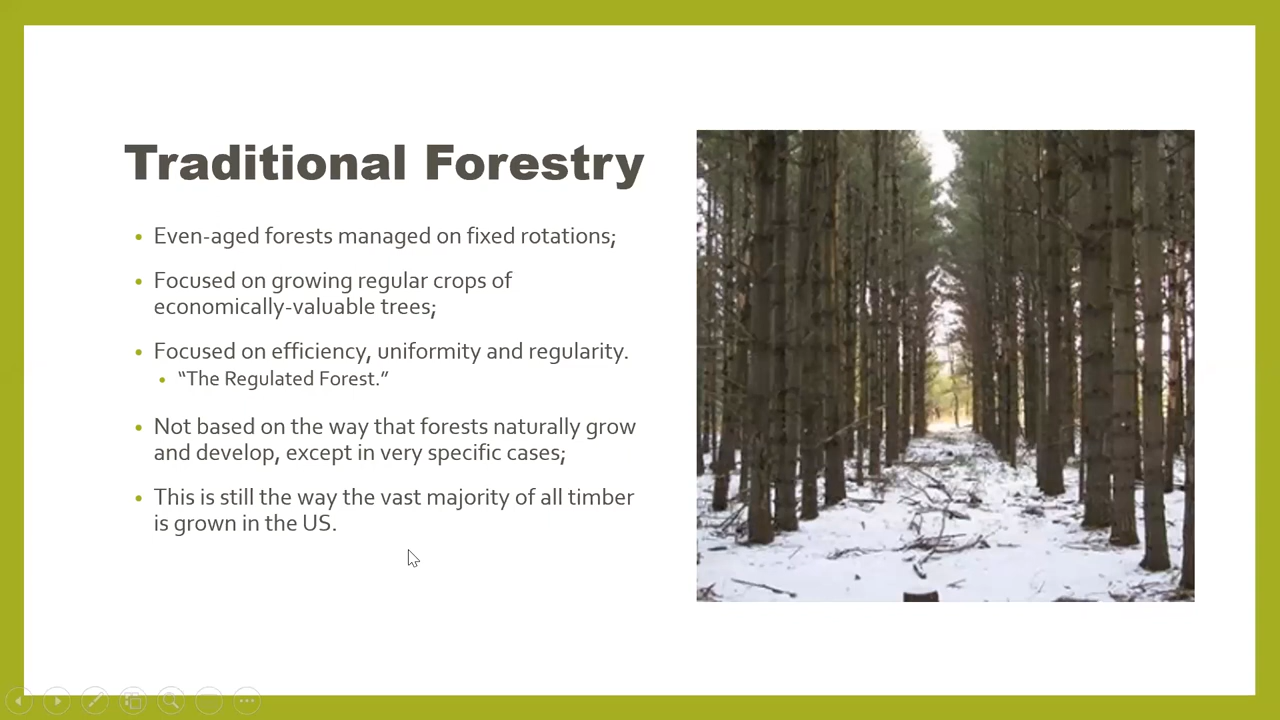 Traditional Forestry
• Even-aged forests managed on fixed rotations;
• Focused on growing regular crops of
economically-valuable trees;
• Focused on efficiency, uniformity and regularity.
• “The Regulated Forest.”
• Not based on the way that forests naturally grow
and develop, except in very specific cases;
• This is still the way the vast majority of all timber
is grown in the US.